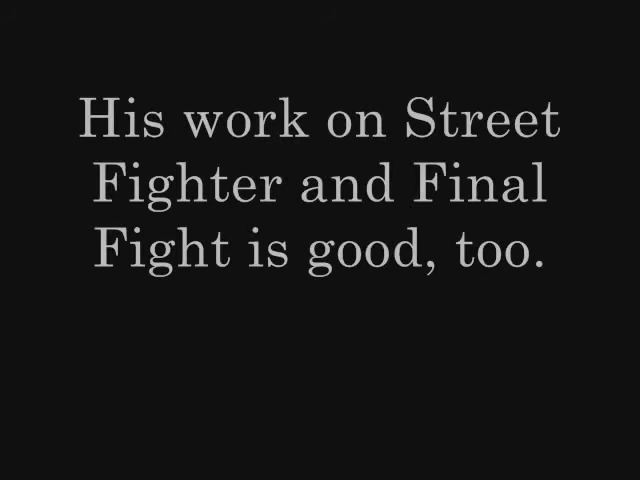 His work on Street
Fighter and Final
Fight is good, too.